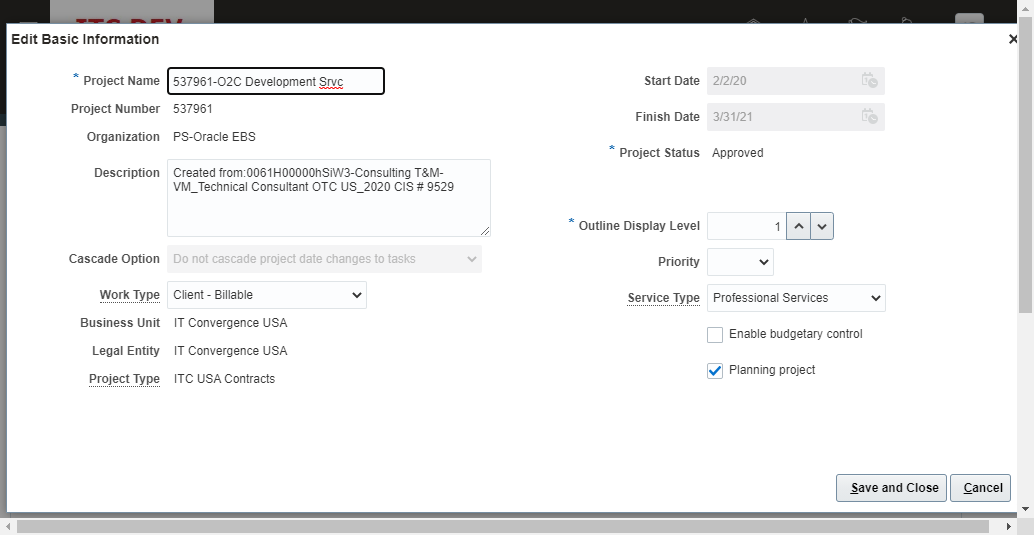 ITC DEV
Edit Basic Information
* Project Name 537961-O2C Development Srvc
Project Number 537961
Organization PS-Oracle EBS
Description Created from:0061H00000hSiW3-Consulting T&M-
VM_Technical Consultant OTC US_2020 CIS # 9529
Cascade Option Do not cascade project date changes to tasks
Work Type Client - Billable
Business Unit IT Convergence USA
Legal Entity IT Convergence USA
Project Type ITC USA Contracts
Start Date 2/2/20
Finish Date 3/31/21
* Project Status Approved
* Outline Display Level 1
Priority
Service Type Professional Services
Enable budgetary control
Planning project
Save and Close Cancel